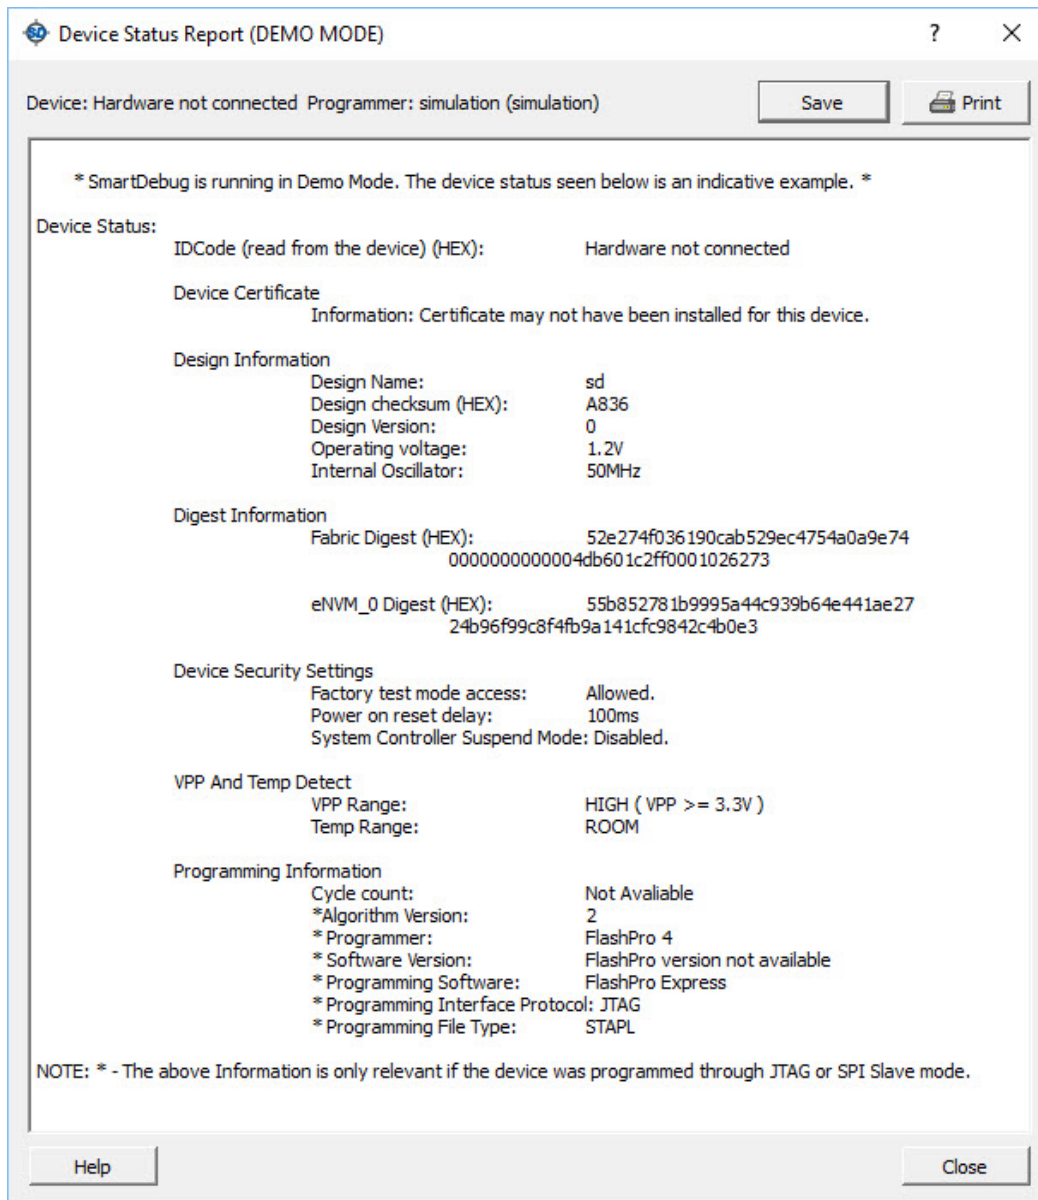 SD Device Status Report (DEMO MODE) ?
Device: Hardware not connected Programmer: simulation (simulation) Save Print
* SmartDebug is running in Demo Mode. The device status seen below is an indicative example. *
Device Status:
IDCode (read from the device) (HEX): Hardware not connected
Device Certificate
Information: Certificate may not have been installed for this device.
Design Information
Design Name: sd
Design checksum (HEX): A836
Design Version: 0
Operating voltage: 1.2V
Internal Oscillator: 50MHz
Digest Information
Fabric Digest (HEX): 52e274f036190cab529ec4754a0a9e74
0000000000004db601c2ff0001026273
eNVM_0 Digest (HEX): 55b852781b9995a44c939b64e441ae27
24b96f99c8f4fb9a141cfc9842c4b0e3
Device Security Settings
Factory test mode access: Allowed.
Power on reset delay: 100ms
System Controller Suspend Mode: Disabled.
VPP And Temp Detect
VPP Range: HIGH ( VPP >= 3.3V )
Temp Range: ROOM
Programming Information
Cycle count: Not Avaliable
*Algorithm Version: 2
* Programmer: FlashPro 4
* Software Version: FlashPro version not available
* Programming Software: FlashPro Express
* Programming Interface Protocol: JTAG
* Programming File Type: STAPL
NOTE: * - The above Information is only relevant if the device was programmed through JTAG or SPI Slave mode.
Help Close